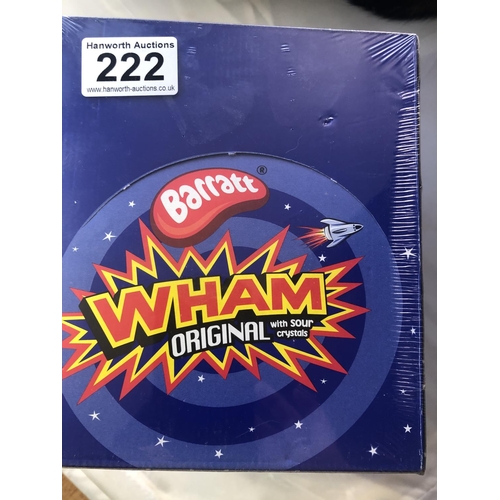 Hanworth Auctions
222
www.hanworth-auctions.co.uk
Barratt®
WHAM
ORIGINAL with sour
crystals